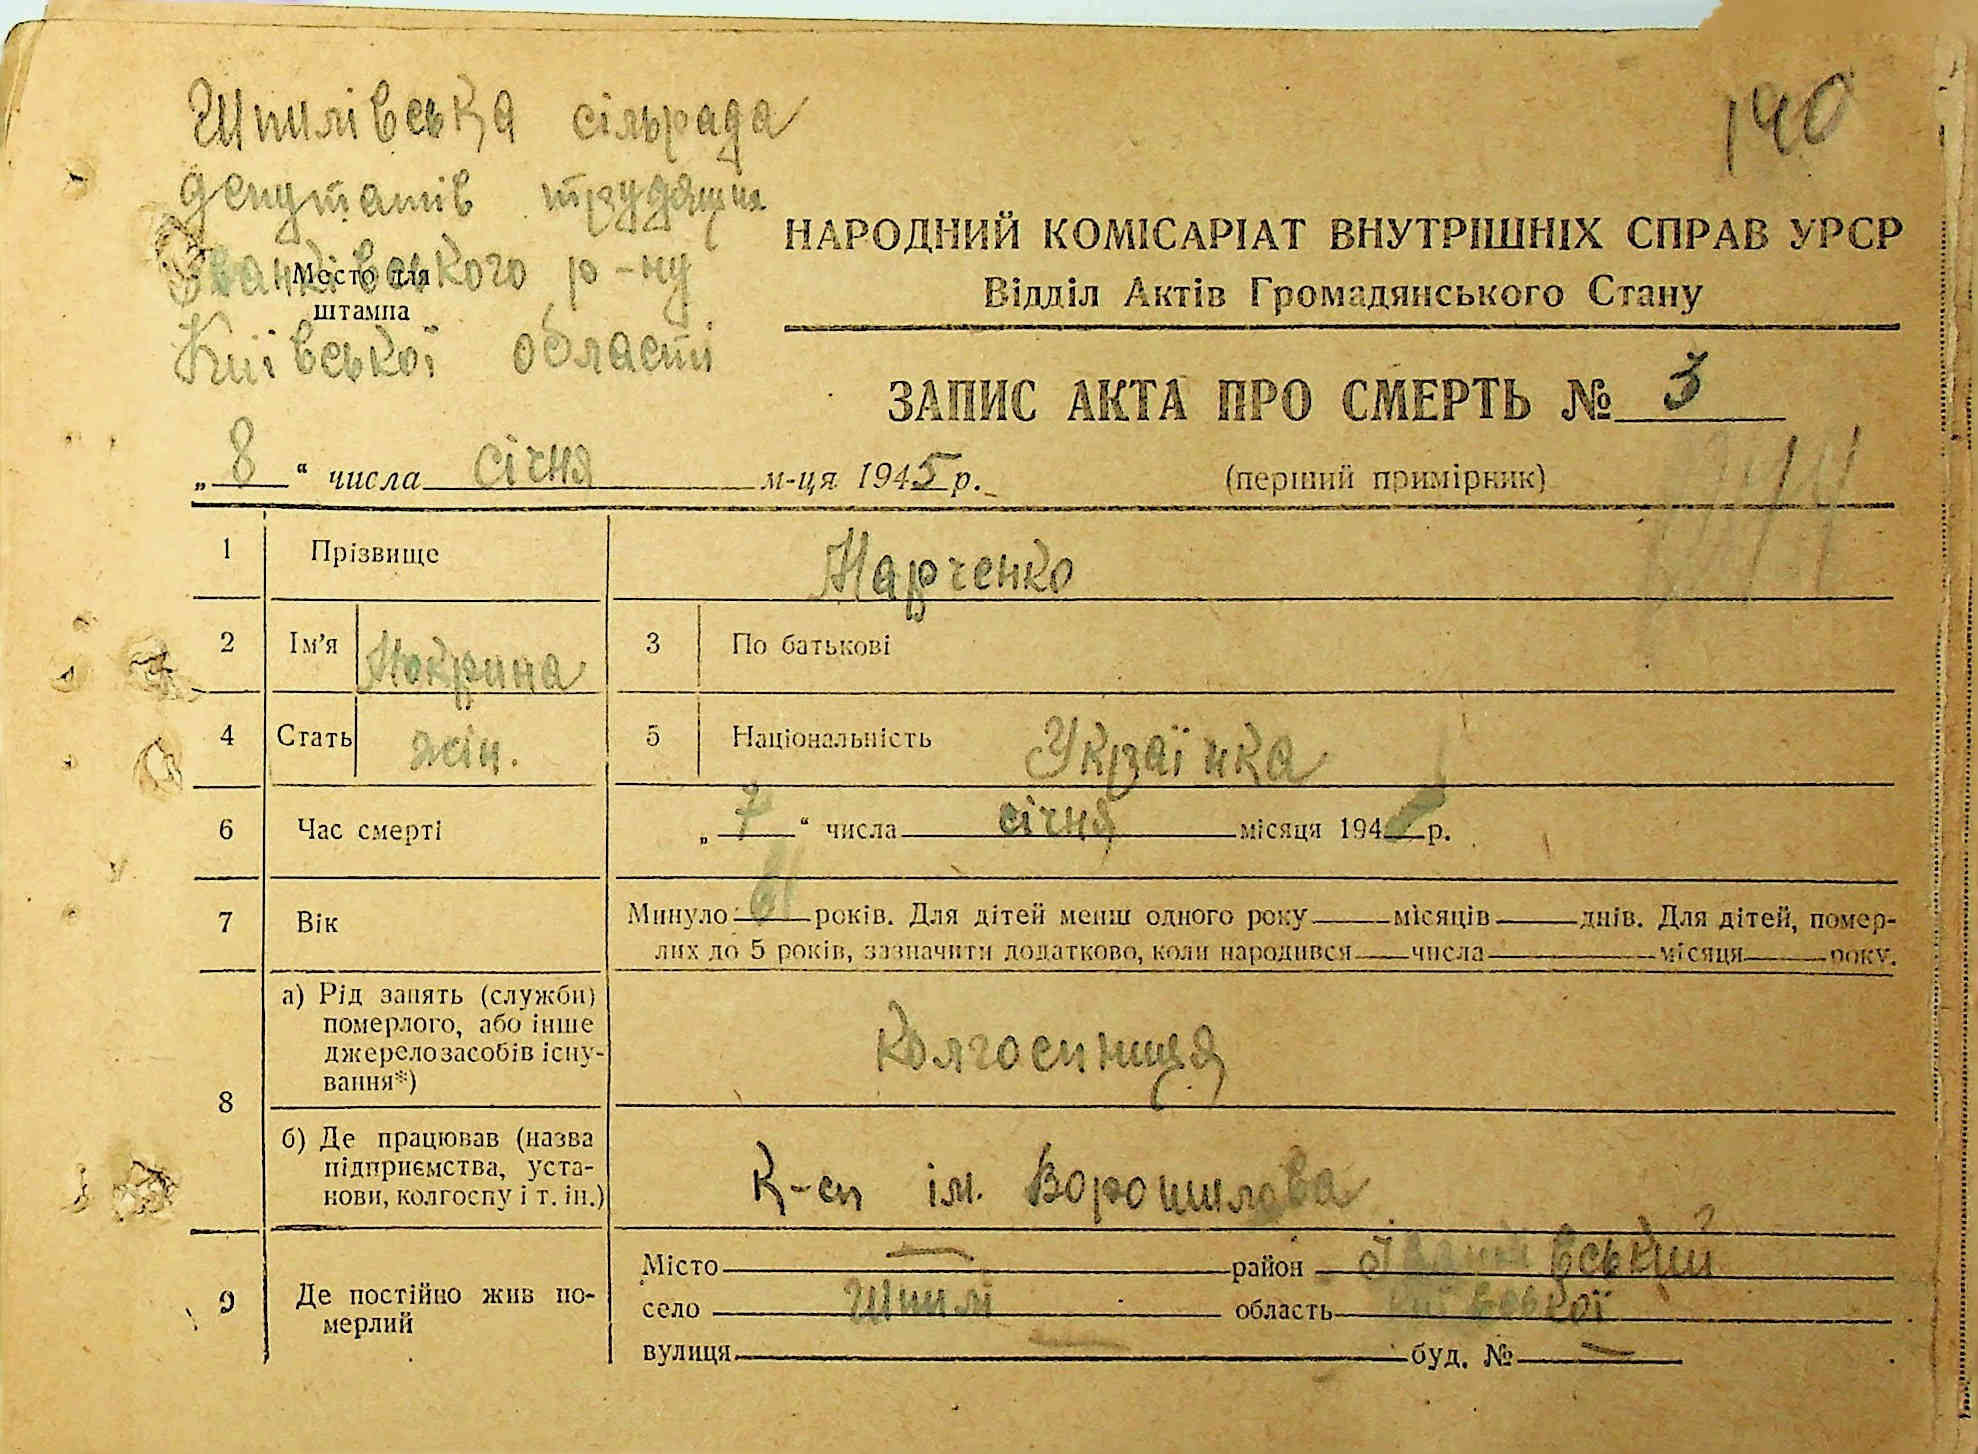 Шпилівська сільрада
140
депутатів трудящих
НАРОДНИЙ КОМІСАРІАТ ВНУТРІШНІХ СПРАВ УРСР
Іванківського р-ну
Место для
штампа
Відділ Актів Громадянського Стану
Київської області
ЗАПИС АКТА ПРО СМЕРТЬ № 3
„8“ числа січня м-ця 1945 р.
(перший примірник)
1 Прізвище Марченко
2 Ім’я 3 По батькові
4 Стать жін. 5 Національність Українка
6 Час смерті „7“ числа січня місяця 194 р.
7 Вік Минуло 61 років. Для дітей менш одного року місяців днів. Для дітей, помер-
лих до 5 років, зазначити додатково, коли народився числа місяця року.
8 а) Рід занять (служби)
померлого, або інше
джерело засобів існу-
вання*)
Колгоспниця
б) Де працював (назва
підприємства, уста-
нови, колгоспу і т. ін.)
К-сп ім. Ворошилова
9 Де постійно жив по-
мерлий
Місто — район Іванківський
село Шпилі область Київської
вулиця — буд. № —